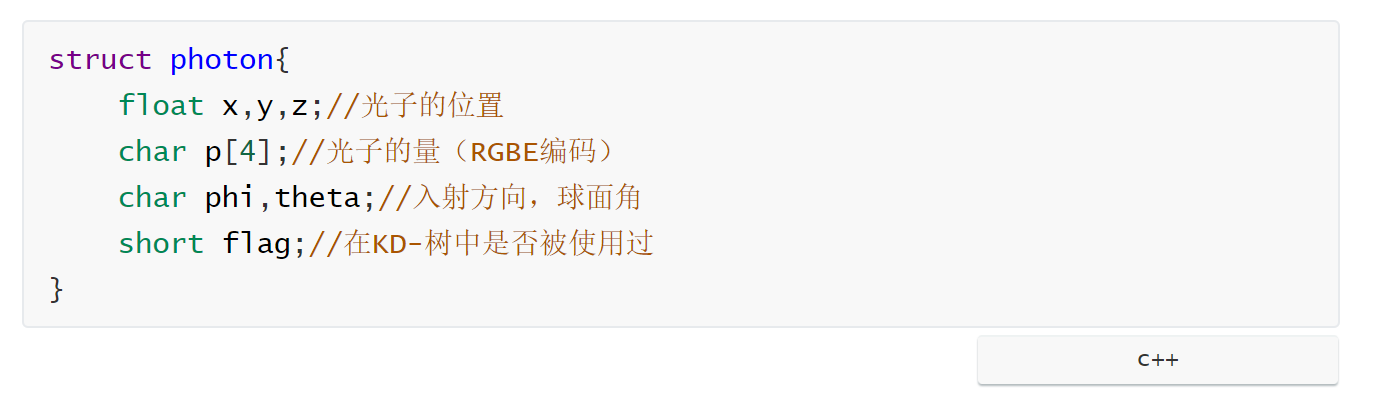 struct photon{
    float x,y,z;//光子的位置
    char p[4];//光子的量（RGBE编码）
    char phi,theta;//入射方向，球面角
    short flag;//在KD-树中是否被使用过
}
C++